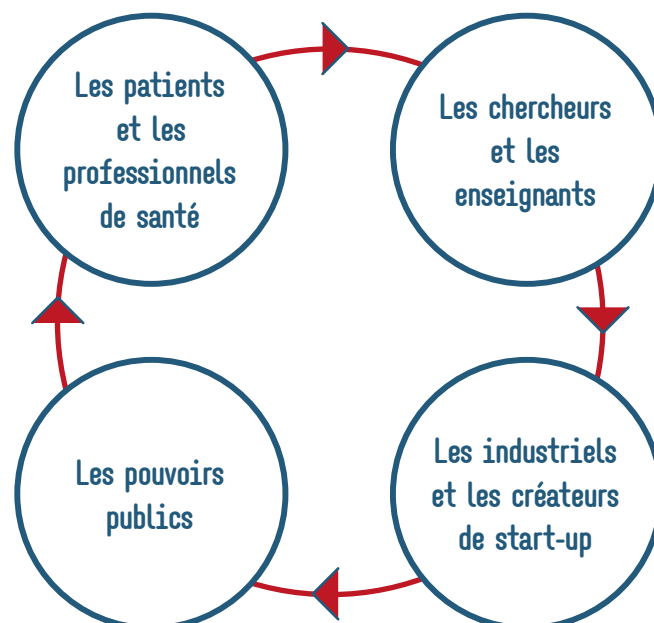 Les patients
et les
professionnels
de santé
Les chercheurs
et les
enseignants
Les industriels
et les créateurs
de start-up
Les pouvoirs
publics